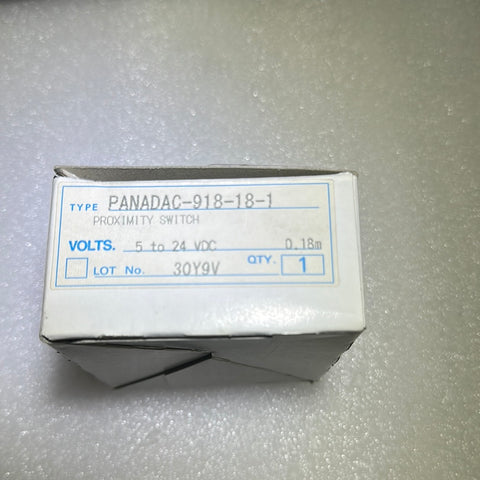 TYPE PANADAC-918-18-1
PROXIMITY SWITCH
VOLTS. 5 to 24 VDC 0.18m
LOT No. 30Y9V QTY. 1